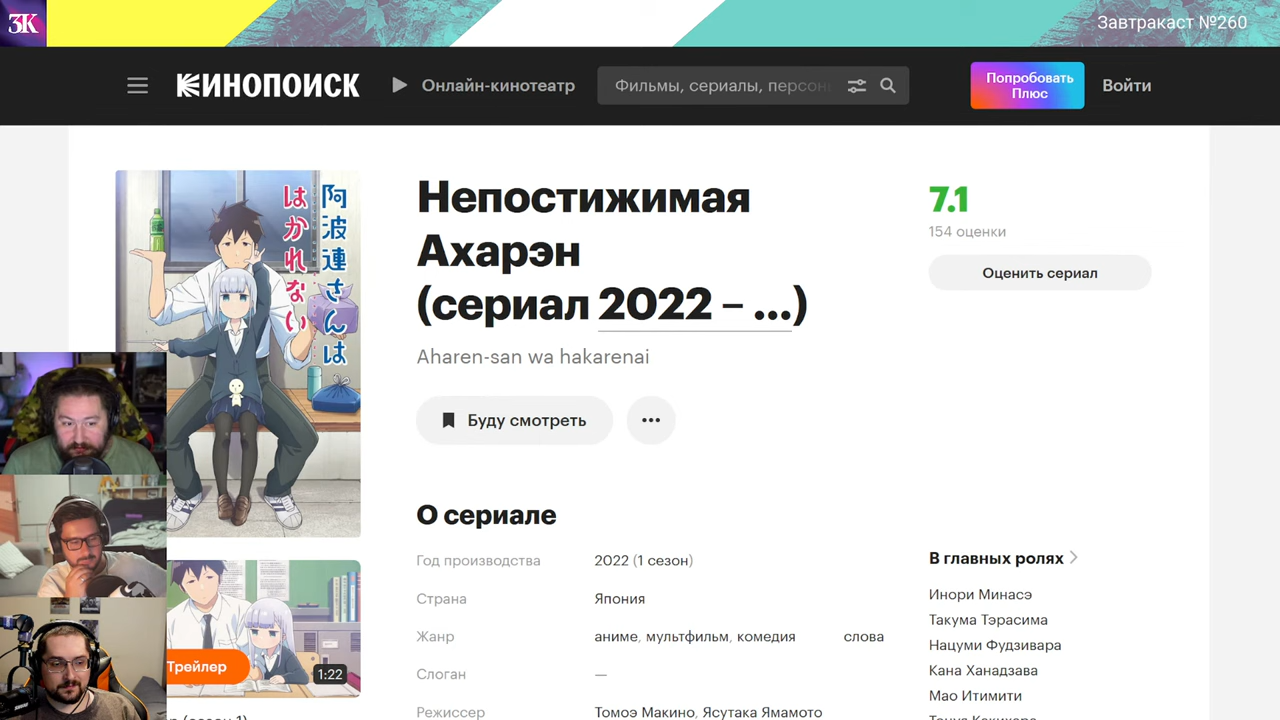 ЗК
Завтракаст №260
КИНОПОИСК
Онлайн-кинотеатр
Фильмы, сериалы, персон
Попробовать
Плюс
Войти
阿波連さんは
はかれない
Непостижимая
Ахарэн
(сериал 2022 – ...)
Aharen-san wa hakarenai
7.1
154 оценки
Оценить сериал
Буду смотреть
О сериале
Год производства 2022 (1 сезон)
Страна Япония
Жанр аниме, мультфильм, комедия слова
Слоган —
Режиссер Томоэ Макино, Ясутака Ямамото
В главных ролях
Инори Минасэ
Такума Тэрасима
Нацуми Фудзивара
Кана Ханадзава
Мао Итимити
Трейлер
1:22